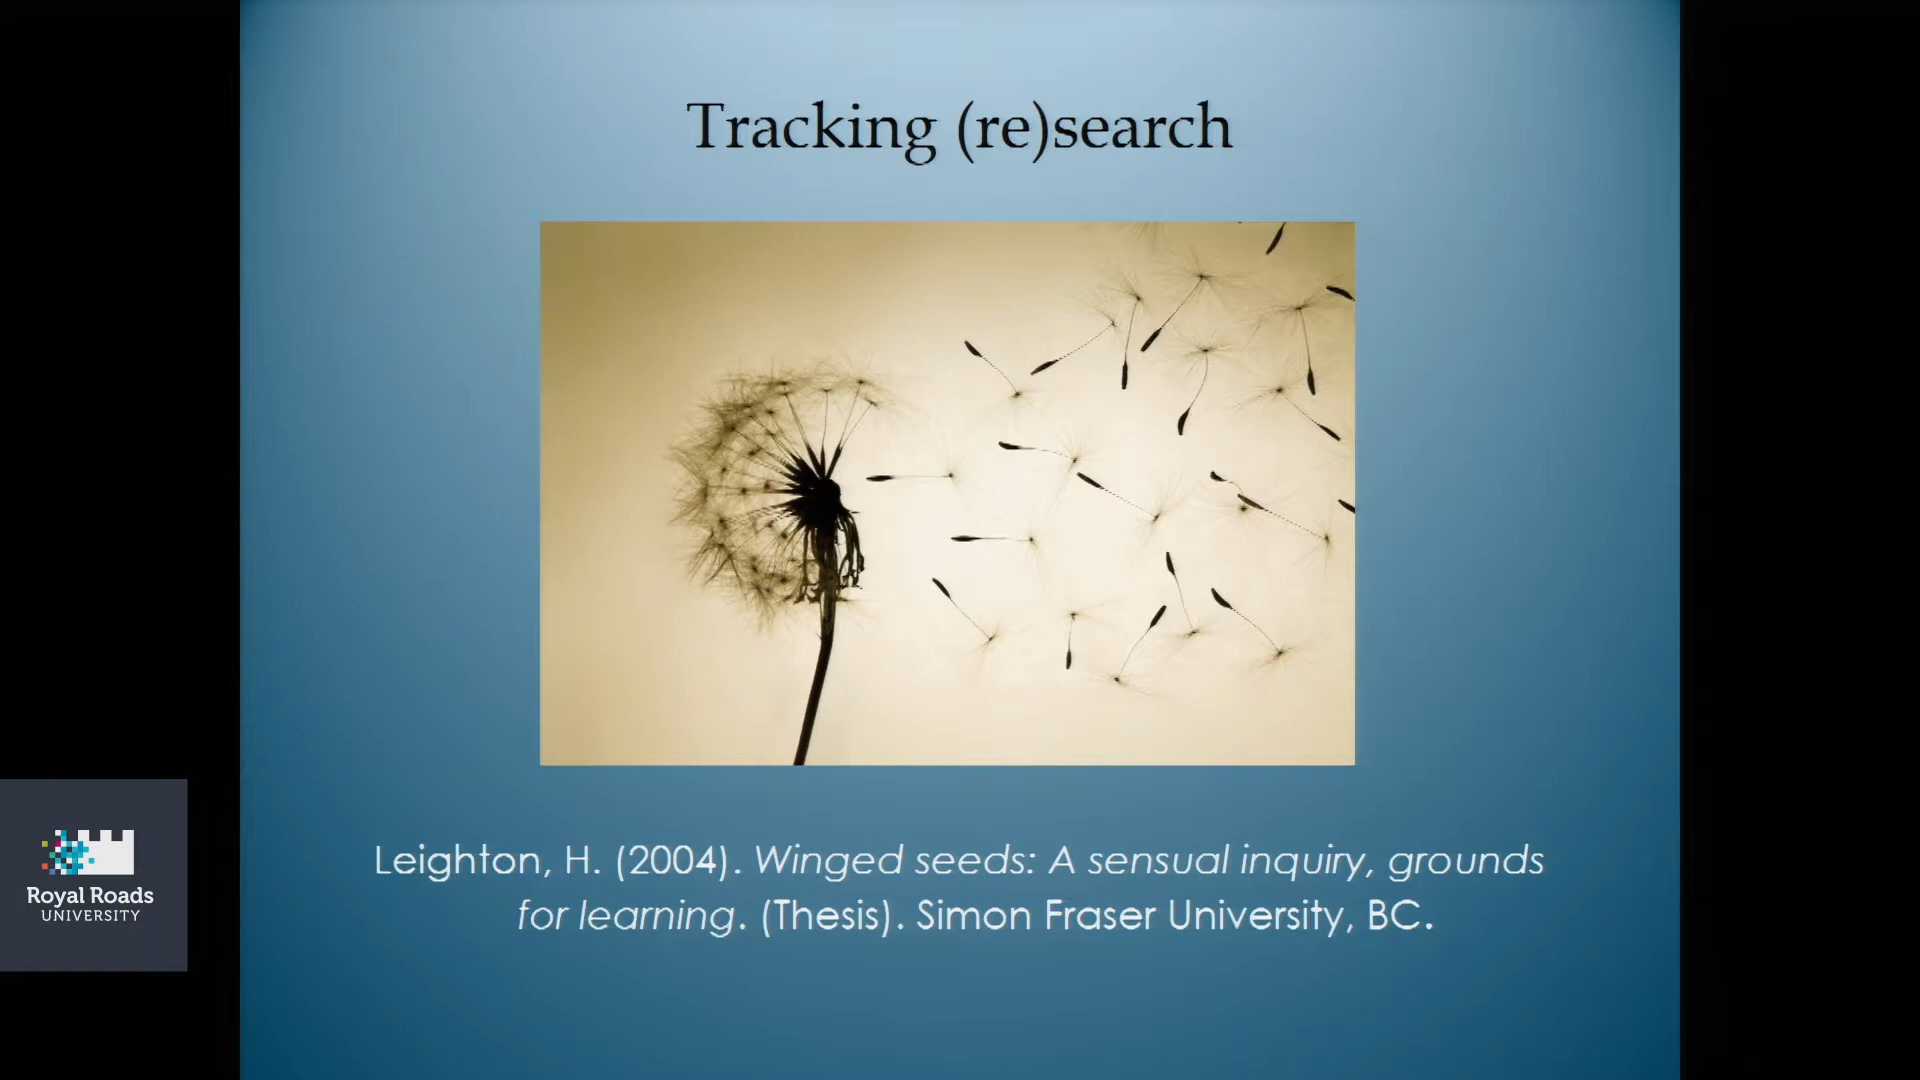 Tracking (re)search
Leighton, H. (2004). Winged seeds: A sensual inquiry, grounds
for learning. (Thesis). Simon Fraser University, BC.
Royal Roads
UNIVERSITY